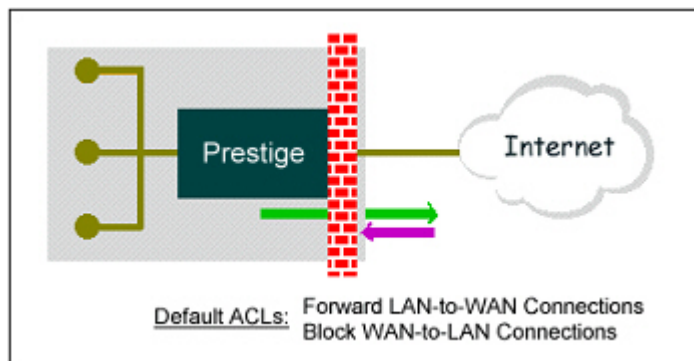 Prestige
Internet
Default ACLs: Forward LAN-to-WAN Connections
Block WAN-to-LAN Connections